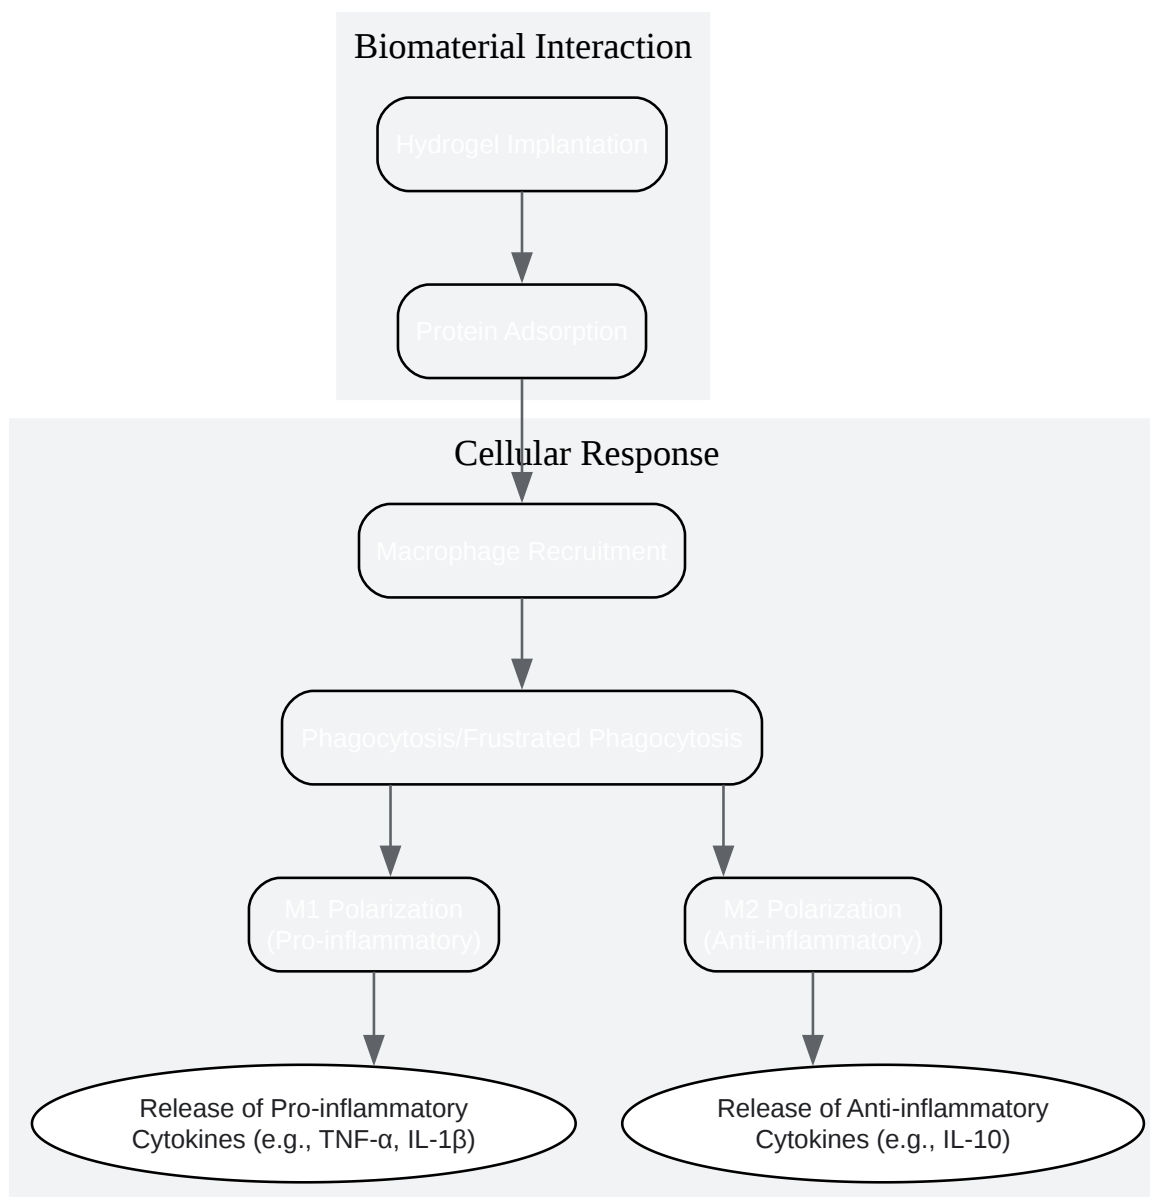 Biomaterial Interaction
Hydrogel Implantation
Protein Adsorption
Cellular Response
Macrophage Recruitment
Phagocytosis/Frustrated Phagocytosis
M1 Polarization
(Pro-inflammatory)
M2 Polarization
(Anti-inflammatory)
Release of Pro-inflammatory
Cytokines (e.g., TNF-α, IL-1β)
Release of Anti-inflammatory
Cytokines (e.g., IL-10)